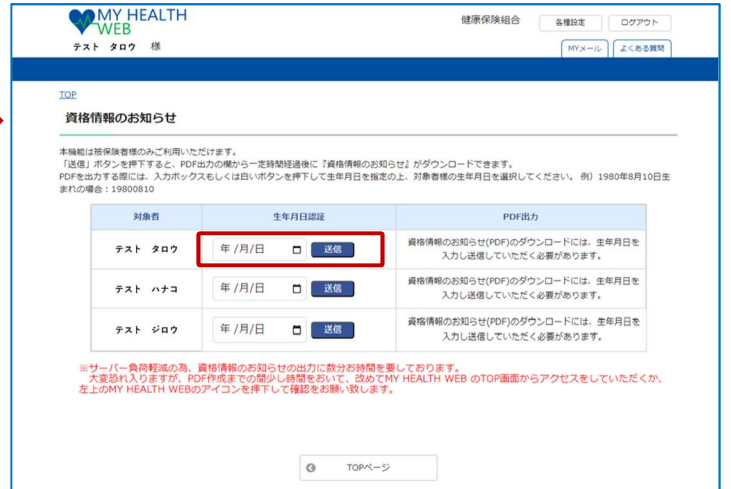 MY HEALTH
WEB
健康保険組合
各種設定
ログアウト
テスト タロウ 様
MYメール
よくある質問
TOP
資格情報のお知らせ
本機能は被保険者様のみご利用いただけます。
「送信」ボタンを押下すると、PDF出力の欄から一定時間経過後に『資格情報のお知らせ』がダウンロードできます。
PDFを出力する際には、入力ボックスもしくは白いボタンを押下して生年月日を指定の上、対象者様の生年月日を選択してください。 例）1980年8月10日生
まれの場合：19800810
対象者 生年月日認証 PDF出力
テスト タロウ 年 /月/日 送信 資格情報のお知らせ(PDF)のダウンロードには、生年月日を
入力し送信していただく必要があります。
テスト ハナコ 年 /月/日 送信 資格情報のお知らせ(PDF)のダウンロードには、生年月日を
入力し送信していただく必要があります。
テスト ジロウ 年 /月/日 送信 資格情報のお知らせ(PDF)のダウンロードには、生年月日を
入力し送信していただく必要があります。
※サーバー負荷軽減の為、資格情報のお知らせの出力に数分お時間を要しております。
大変恐れ入りますが、PDF作成までの間少し時間をおいて、改めてMY HEALTH WEB のTOP画面からアクセスをしていただくか、
左上のMY HEALTH WEBのアイコンを押下して確認をお願い致します。
TOPページ